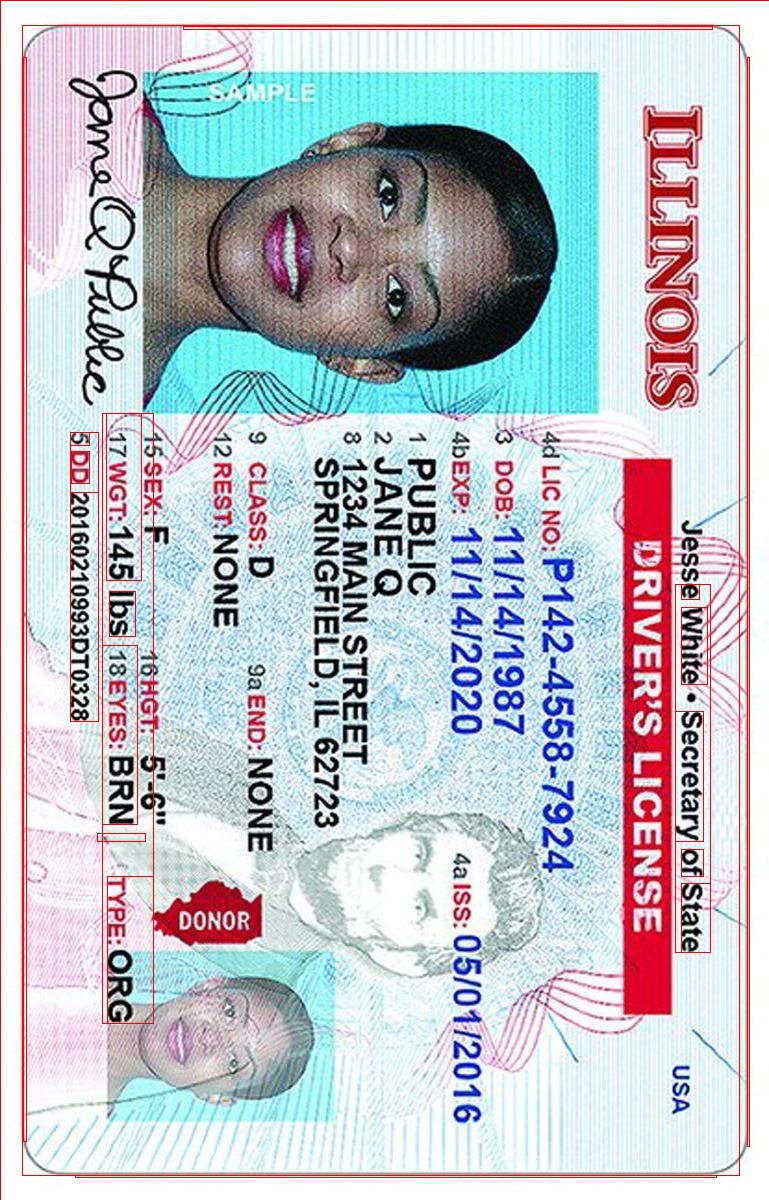 ILLINOIS
Jesse White • Secretary of State
USA
DRIVER'S LICENSE
4d LIC NO: P142-4558-7924
3 DOB: 11/14/1987
4b EXP: 11/14/2020
4a ISS: 05/01/2016
1 PUBLIC
2 JANE Q
8 1234 MAIN STREET
SPRINGFIELD, IL 62723
9 CLASS: D 9a END: NONE
12 REST: NONE
15 SEX: F 16 HGT: 5'-6"
17 WGT: 145 lbs 18 EYES: BRN
TYPE: ORG
5 DD 20160210993DT0328
DONOR
SAMPLE
Jane Q Public